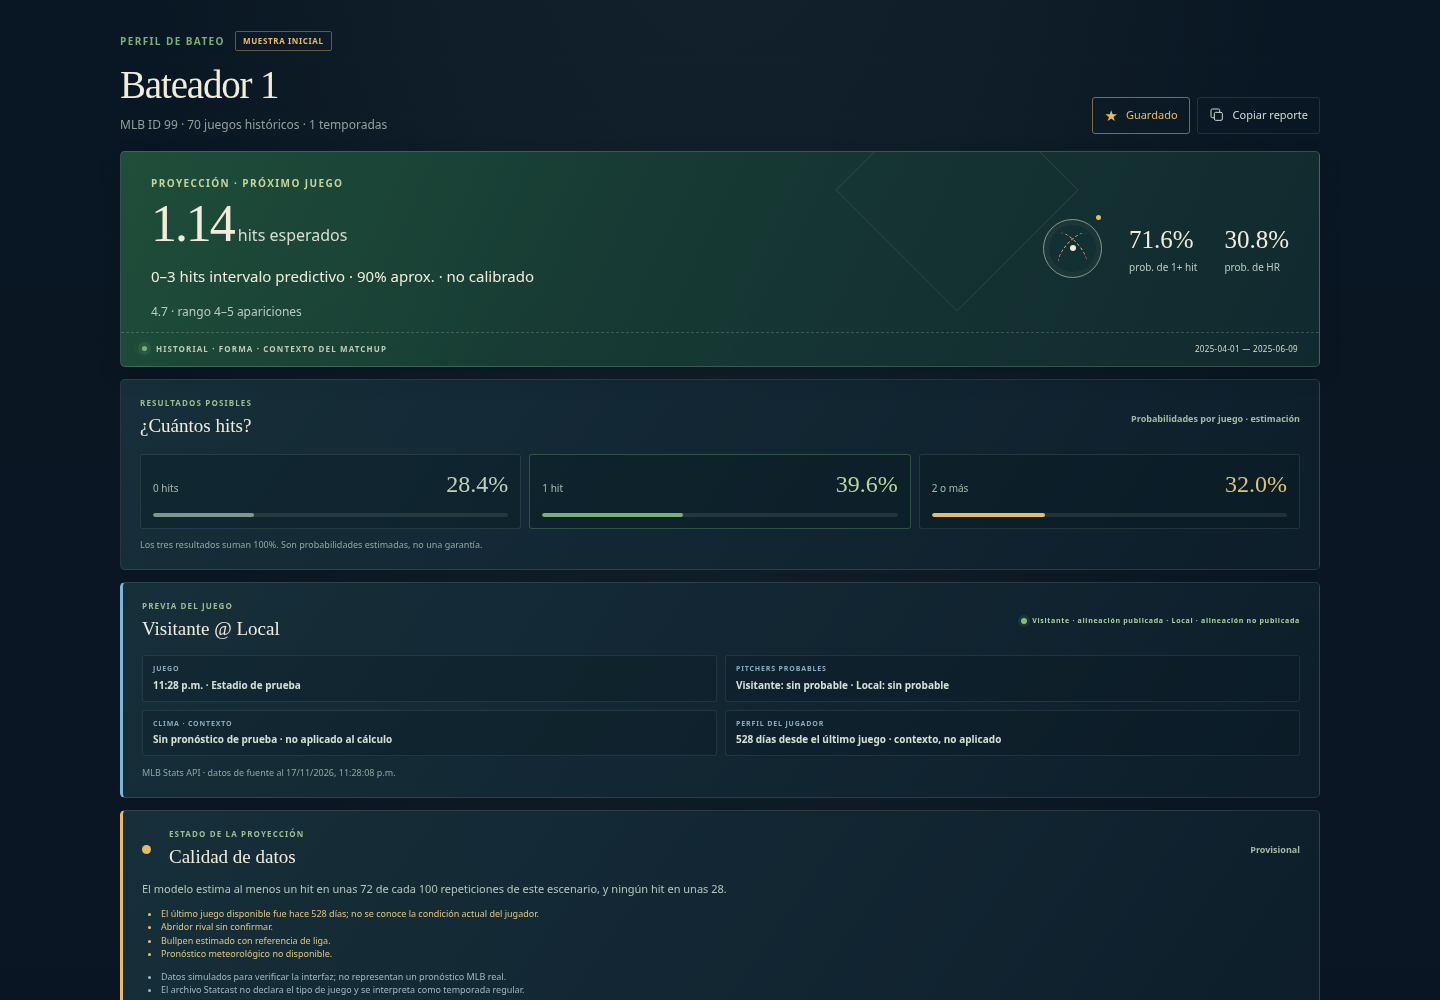 PERFIL DE BATEO
MUESTRA INICIAL
Bateador 1
MLB ID 99 · 70 juegos históricos · 1 temporadas
★ Guardado
Copiar reporte
PROYECCIÓN · PRÓXIMO JUEGO
1.14 hits esperados
0–3 hits intervalo predictivo · 90% aprox. · no calibrado
4.7 · rango 4–5 apariciones
71.6%
prob. de 1+ hit
30.8%
prob. de HR
HISTORIAL · FORMA · CONTEXTO DEL MATCHUP
2025-04-01 — 2025-06-09
RESULTADOS POSIBLES
¿Cuántos hits?
Probabilidades por juego · estimación
0 hits 28.4%
1 hit 39.6%
2 o más 32.0%
Los tres resultados suman 100%. Son probabilidades estimadas, no una garantía.
PREVIA DEL JUEGO
Visitante @ Local
Visitante · alineación publicada · Local · alineación no publicada
JUEGO
11:28 p.m. · Estadio de prueba
PITCHERS PROBABLES
Visitante: sin probable · Local: sin probable
CLIMA · CONTEXTO
Sin pronóstico de prueba · no aplicado al cálculo
PERFIL DEL JUGADOR
528 días desde el último juego · contexto, no aplicado
MLB Stats API · datos de fuente al 17/11/2026, 11:28:08 p.m.
ESTADO DE LA PROYECCIÓN
Calidad de datos
Provisional
El modelo estima al menos un hit en unas 72 de cada 100 repeticiones de este escenario, y ningún hit en unas 28.
• El último juego disponible fue hace 528 días; no se conoce la condición actual del jugador.
• Abridor rival sin confirmar.
• Bullpen estimado con referencia de liga.
• Pronóstico meteorológico no disponible.
• Datos simulados para verificar la interfaz; no representan un pronóstico MLB real.
• El archivo Statcast no declara el tipo de juego y se interpreta como temporada regular.